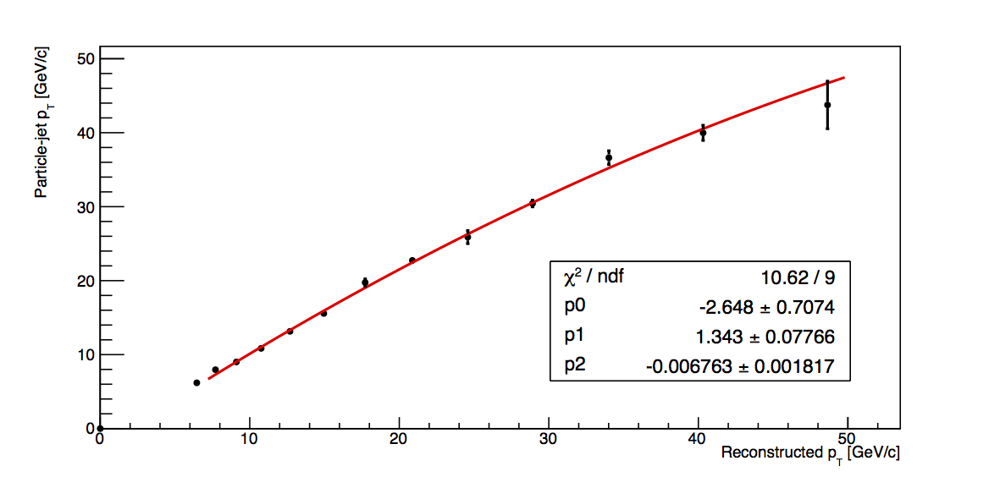 Particle-jet p_T [GeV/c]
50
40
30
20
10
0
0 10 20 30 40 50
Reconstructed p_T [GeV/c]
χ² / ndf 10.62 / 9
p0 -2.648 ± 0.7074
p1 1.343 ± 0.07766
p2 -0.006763 ± 0.001817